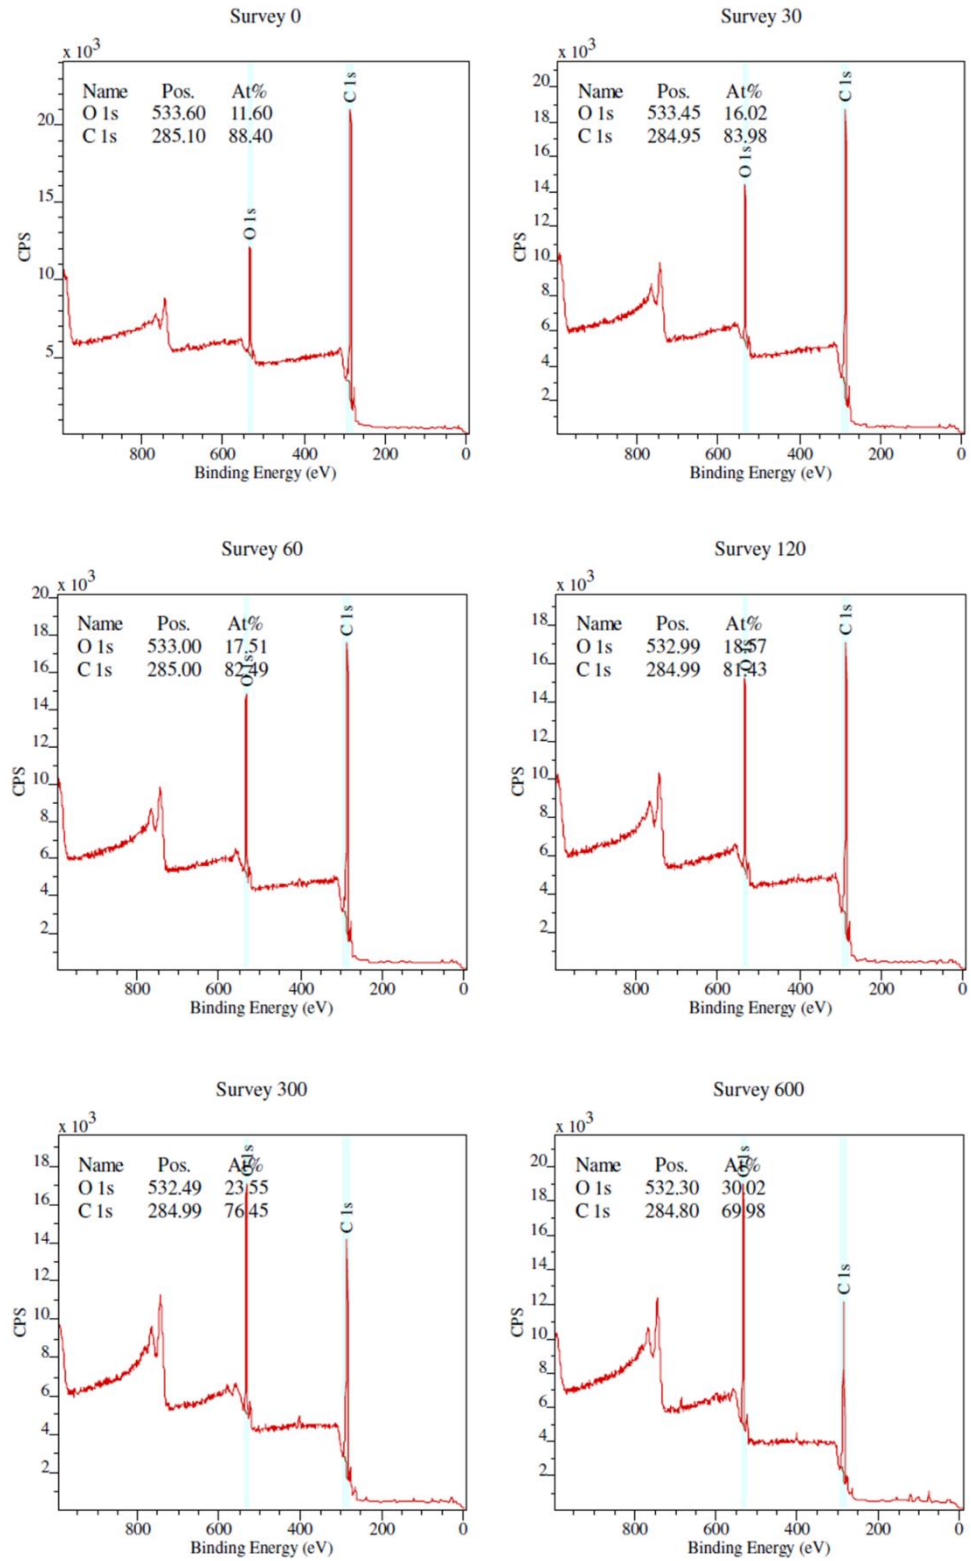 Survey 0
x 10³
Name Pos. At%
O 1s 533.60 11.60
C 1s 285.10 88.40
20
15
10
5
CPS
O 1s
C 1s
800 600 400 200 0
Binding Energy (eV)
Survey 30
x 10³
Name Pos. At%
O 1s 533.45 16.02
C 1s 284.95 83.98
20
18
16
14
12
10
8
6
4
2
CPS
O 1s
C 1s
800 600 400 200 0
Binding Energy (eV)
Survey 60
x 10³
Name Pos. At%
O 1s 533.00 17.51
C 1s 285.00 82.49
20
18
16
14
12
10
8
6
4
2
CPS
O 1s
C 1s
800 600 400 200 0
Binding Energy (eV)
Survey 120
x 10³
Name Pos. At%
O 1s 532.99 18.57
C 1s 284.99 81.43
18
16
14
12
10
8
6
4
2
CPS
O 1s
C 1s
800 600 400 200 0
Binding Energy (eV)
Survey 300
x 10³
Name Pos. At%
O 1s 532.49 23.55
C 1s 284.99 76.45
18
16
14
12
10
8
6
4
2
CPS
O 1s
C 1s
800 600 400 200 0
Binding Energy (eV)
Survey 600
x 10³
Name Pos. At%
O 1s 532.30 30.02
C 1s 284.80 69.98
20
18
16
14
12
10
8
6
4
2
CPS
O 1s
C 1s
800 600 400 200 0
Binding Energy (eV)